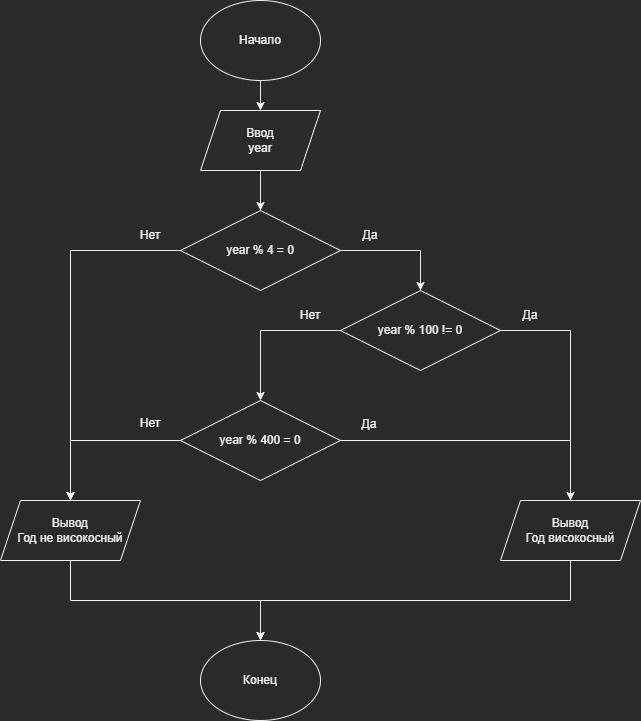 Начало
Ввод
year
Нет
Да
year % 4 = 0
Нет
Да
year % 100 != 0
Нет
Да
year % 400 = 0
Вывод
Год не високосный
Вывод
Год високосный
Конец